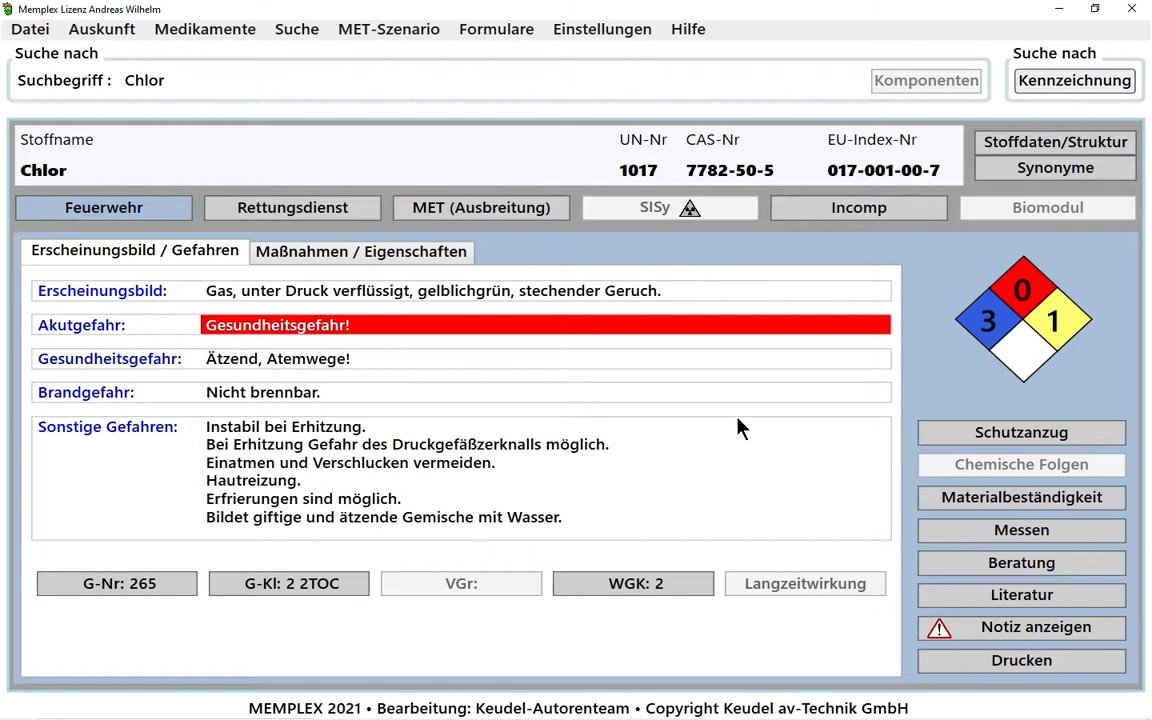 Memplex Lizenz Andreas Wilhelm
Datei Auskunft Medikamente Suche MET-Szenario Formulare Einstellungen Hilfe
Suche nach
Suchbegriff : Chlor
Komponenten
Suche nach
Kennzeichnung
Stoffname UN-Nr CAS-Nr EU-Index-Nr
Chlor 1017 7782-50-5 017-001-00-7
Stoffdaten/Struktur
Synonyme
Feuerwehr Rettungsdienst MET (Ausbreitung) SISy Incomp Biomodul
Erscheinungsbild / Gefahren Maßnahmen / Eigenschaften
Erscheinungsbild: Gas, unter Druck verflüssigt, gelblichgrün, stechender Geruch.
Akutgefahr: Gesundheitsgefahr!
Gesundheitsgefahr: Ätzend, Atemwege!
Brandgefahr: Nicht brennbar.
Sonstige Gefahren: Instabil bei Erhitzung.
Bei Erhitzung Gefahr des Druckgefäßzerknalls möglich.
Einatmen und Verschlucken vermeiden.
Hautreizung.
Erfrierungen sind möglich.
Bildet giftige und ätzende Gemische mit Wasser.
G-Nr: 265 G-Kl: 2 2TOC VGr: WGK: 2 Langzeitwirkung
0
3 1
Schutzanzug
Chemische Folgen
Materialbeständigkeit
Messen
Beratung
Literatur
Notiz anzeigen
Drucken
MEMPLEX 2021 • Bearbeitung: Keudel-Autorenteam • Copyright Keudel av-Technik GmbH